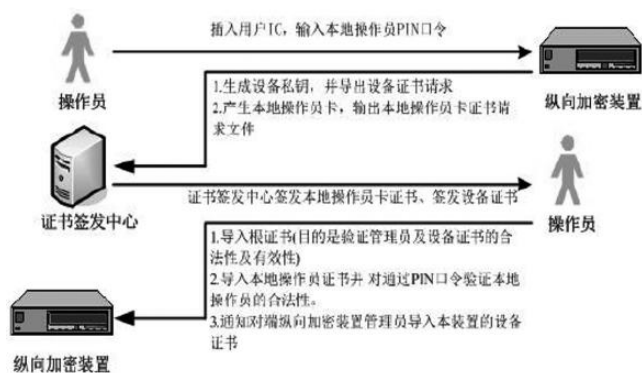 插入用户IC，输入本地操作员PIN口令
操作员
1.生成设备私钥，并导出设备证书请求
2.产生本地操作员卡，输出本地操作员卡证书请
求文件
纵向加密装置
证书签发中心
证书签发中心签发本地操作员卡证书、签发设备证书
操作员
1.导入根证书(目的是验证管理员及设备证书的合
法性及有效性)
2.导入本地操作员证书并 对通过PIN口令验证本地
操作员的合法性。
3.通知对端纵向加密装置管理员导入本装置的设备
证书
纵向加密装置